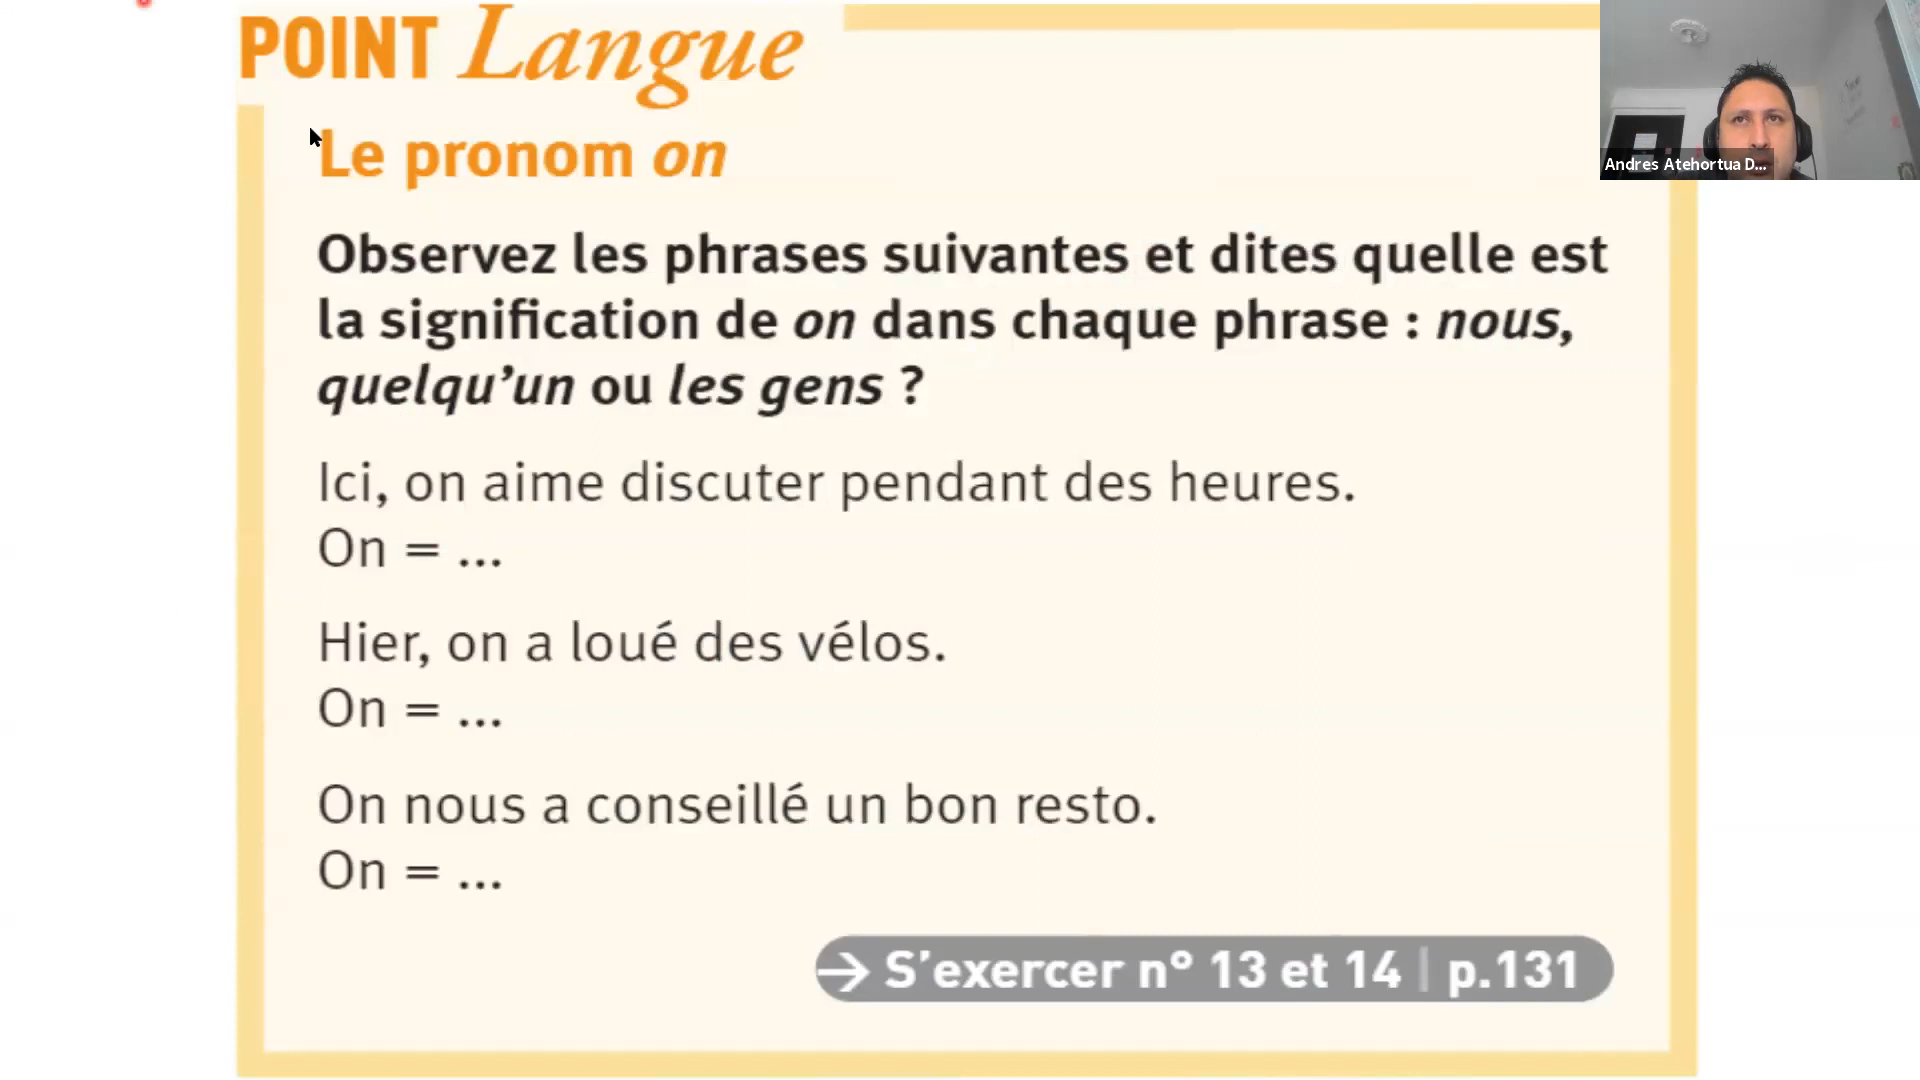 POINT Langue
Le pronom on
Observez les phrases suivantes et dites quelle est
la signification de on dans chaque phrase : nous,
quelqu’un ou les gens ?
Ici, on aime discuter pendant des heures.
On = ...
Hier, on a loué des vélos.
On = ...
On nous a conseillé un bon resto.
On = ...
→ S’exercer n° 13 et 14 | p.131
Andres Atehortua D...